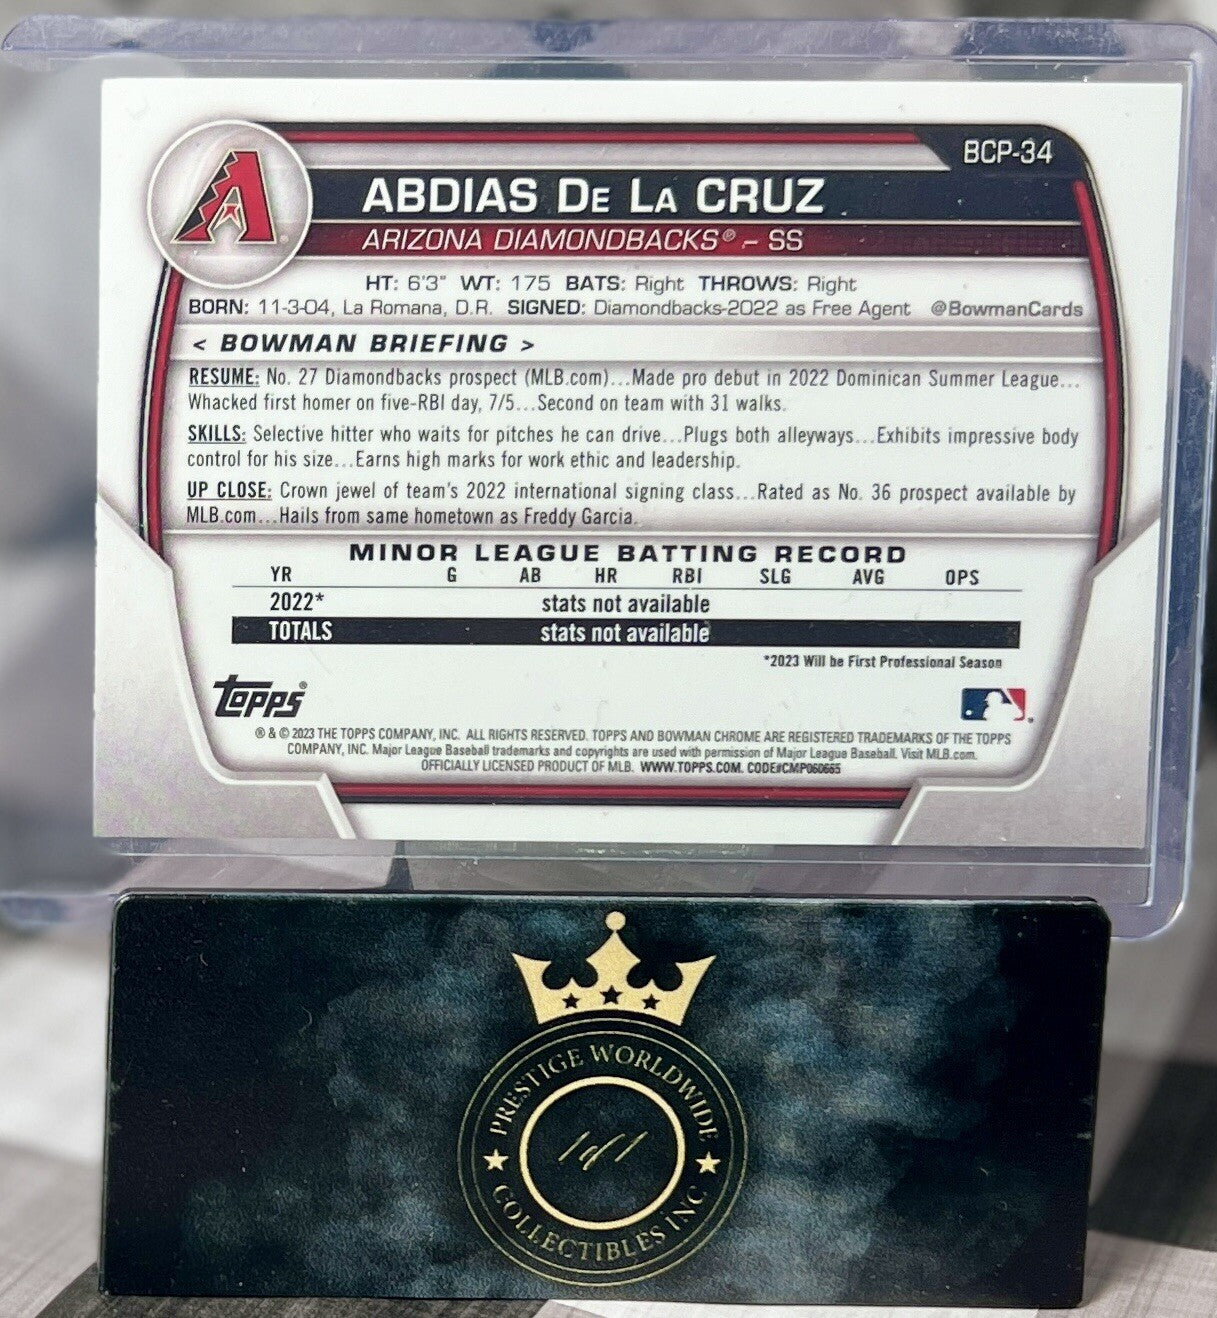 BCP-34
ABDIAS De La CRUZ
ARIZONA DIAMONDBACKS® – SS
HT: 6'3" WT: 175 BATS: Right THROWS: Right
BORN: 11-3-04, La Romana, D.R. SIGNED: Diamondbacks-2022 as Free Agent @BowmanCards
< BOWMAN BRIEFING >
RESUME: No. 27 Diamondbacks prospect (MLB.com)...Made pro debut in 2022 Dominican Summer League...
Whacked first homer on five-RBI day, 7/5...Second on team with 31 walks.
SKILLS: Selective hitter who waits for pitches he can drive...Plugs both alleyways...Exhibits impressive body
control for his size...Earns high marks for work ethic and leadership.
UP CLOSE: Crown jewel of team's 2022 international signing class...Rated as No. 36 prospect available by
MLB.com...Hails from same hometown as Freddy Garcia.
MINOR LEAGUE BATTING RECORD
YR G AB HR RBI SLG AVG OPS
2022* stats not available
TOTALS stats not available
*2023 Will be First Professional Season
Topps®
® & © 2023 THE TOPPS COMPANY, INC. ALL RIGHTS RESERVED. TOPPS AND BOWMAN CHROME ARE REGISTERED TRADEMARKS OF THE TOPPS
COMPANY, INC. Major League Baseball trademarks and copyrights are used with permission of Major League Baseball. Visit MLB.com.
OFFICIALLY LICENSED PRODUCT OF MLB. WWW.TOPPS.COM. CODE#CMP060665
PRESTIGE WORLDWIDE
1 of 1
COLLECTIBLES INC